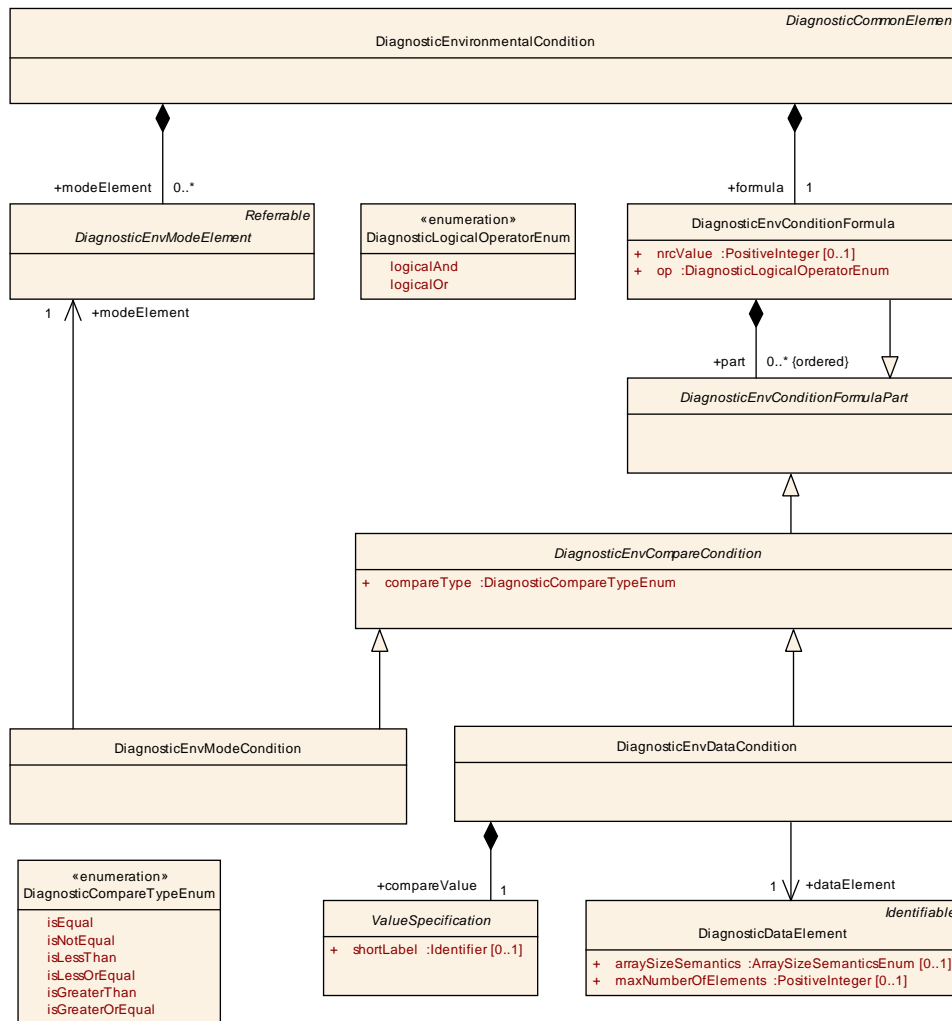 DiagnosticCommonElemen
DiagnosticEnvironmentalCondition
+modeElement 0..*
+formula 1
Referrable
DiagnosticEnvModeElement
«enumeration»
DiagnosticLogicalOperatorEnum
logicalAnd
logicalOr
DiagnosticEnvConditionFormula
+ nrcValue :PositiveInteger [0..1]
+ op :DiagnosticLogicalOperatorEnum
1 +modeElement
+part 0..* {ordered}
DiagnosticEnvConditionFormulaPart
DiagnosticEnvCompareCondition
+ compareType :DiagnosticCompareTypeEnum
DiagnosticEnvModeCondition
DiagnosticEnvDataCondition
«enumeration»
DiagnosticCompareTypeEnum
isEqual
isNotEqual
isLessThan
isLessOrEqual
isGreaterThan
isGreaterOrEqual
+compareValue 1
ValueSpecification
+ shortLabel :Identifier [0..1]
1 +dataElement
Identifiable
DiagnosticDataElement
+ arraySizeSemantics :ArraySizeSemanticsEnum [0..1]
+ maxNumberOfElements :PositiveInteger [0..1]